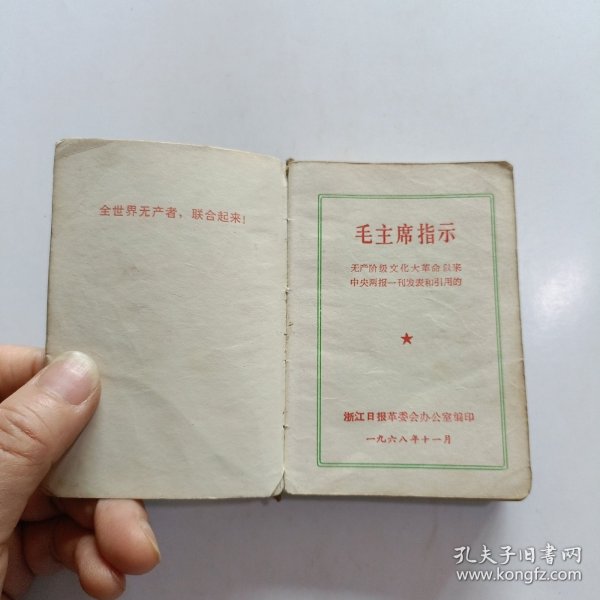 全世界无产者，联合起来！
毛主席指示
无产阶级文化大革命以来
中央两报一刊发表和引用的
浙江日报革委会办公室编印
一九六八年十一月
孔夫子旧书网
www.kongfz.com